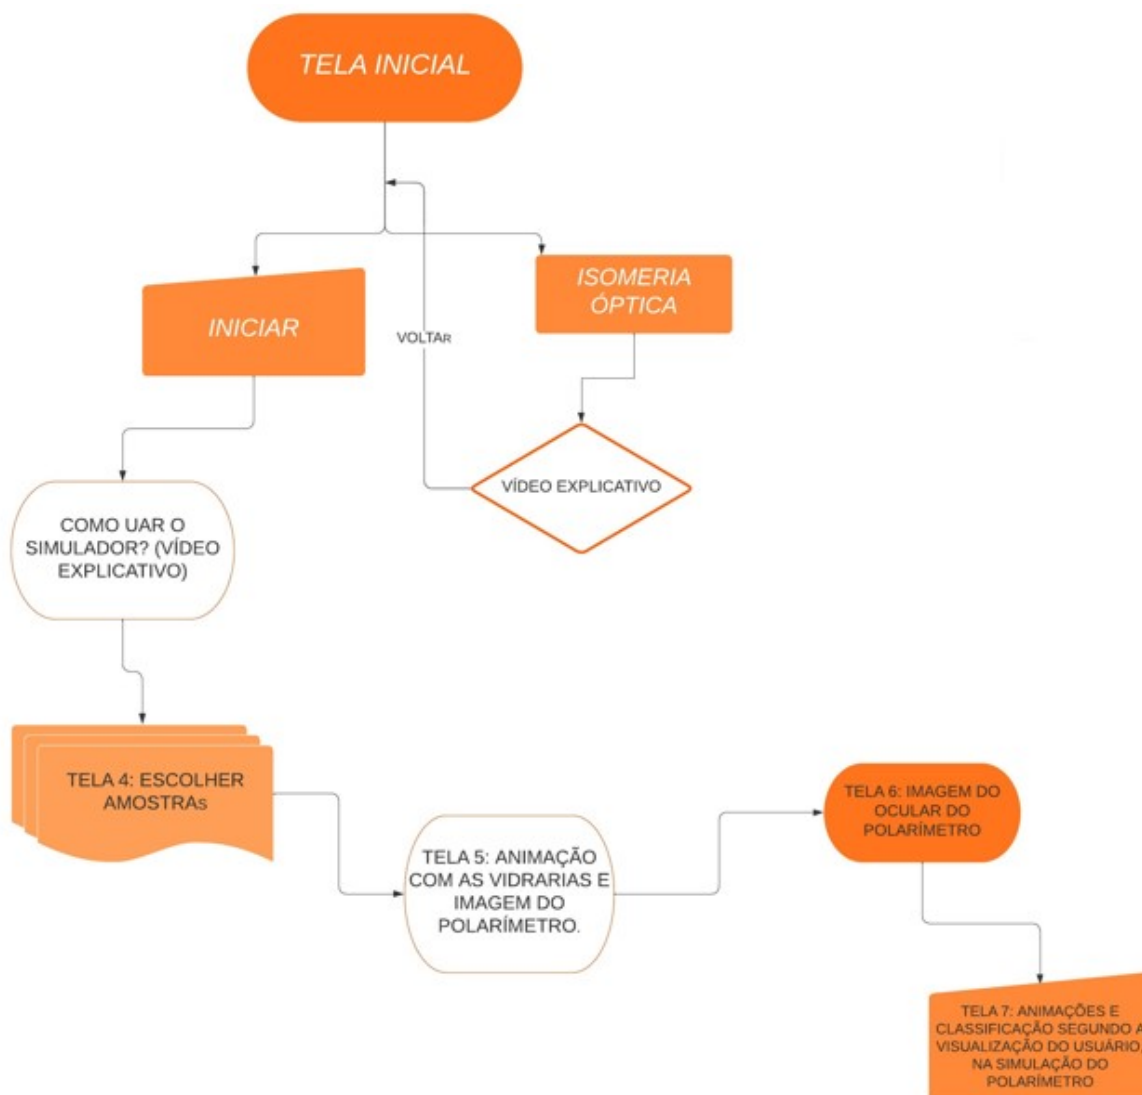 TELA INICIAL
INICIAR
ISOMERIA
ÓPTICA
VOLTAR
VÍDEO EXPLICATIVO
COMO UAR O
SIMULADOR? (VÍDEO
EXPLICATIVO)
TELA 4: ESCOLHER
AMOSTRAs
TELA 5: ANIMAÇÃO
COM AS VIDRARIAS E
IMAGEM DO
POLARÍMETRO.
TELA 6: IMAGEM DO
OCULAR DO
POLARÍMETRO
TELA 7: ANIMAÇÕES E
CLASSIFICAÇÃO SEGUNDO A
VISUALIZAÇÃO DO USUÁRIO,
NA SIMULAÇÃO DO
POLARÍMETRO